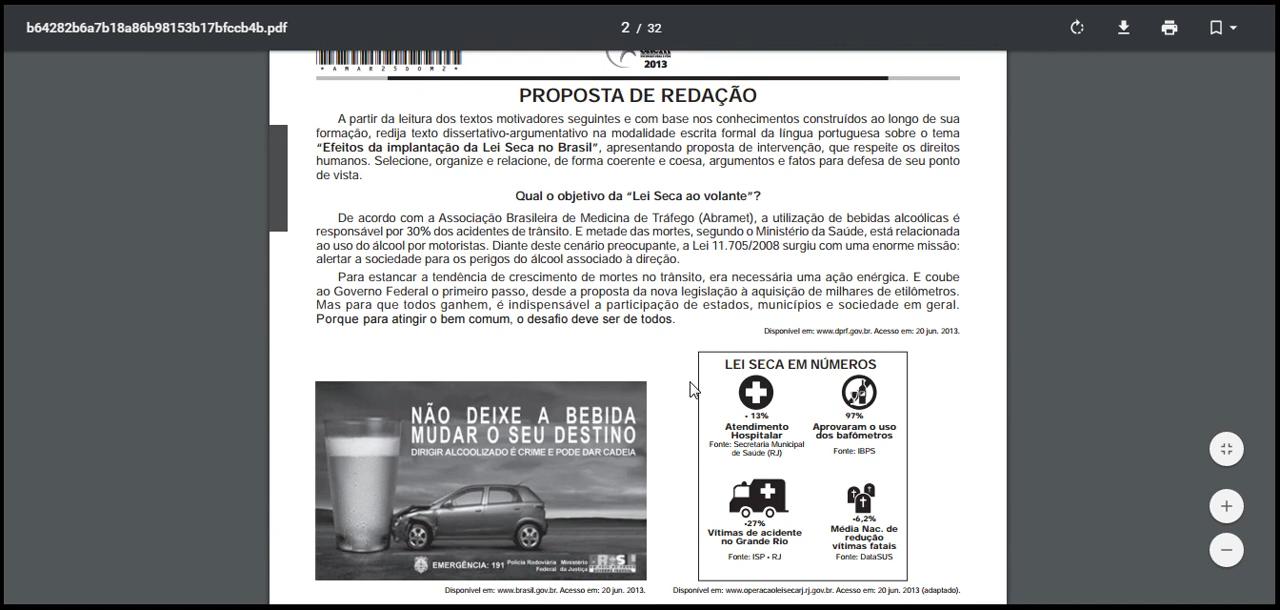 b64282b6a7b18a86b98153b17bfccb4b.pdf
2 / 32
* A M A R 2 5 D O M 2 *
2013
PROPOSTA DE REDAÇÃO
A partir da leitura dos textos motivadores seguintes e com base nos conhecimentos construídos ao longo de sua
formação, redija texto dissertativo-argumentativo na modalidade escrita formal da língua portuguesa sobre o tema
“Efeitos da implantação da Lei Seca no Brasil”, apresentando proposta de intervenção, que respeite os direitos
humanos. Selecione, organize e relacione, de forma coerente e coesa, argumentos e fatos para defesa de seu ponto
de vista.
Qual o objetivo da “Lei Seca ao volante”?
De acordo com a Associação Brasileira de Medicina de Tráfego (Abramet), a utilização de bebidas alcoólicas é
responsável por 30% dos acidentes de trânsito. E metade das mortes, segundo o Ministério da Saúde, está relacionada
ao uso do álcool por motoristas. Diante deste cenário preocupante, a Lei 11.705/2008 surgiu com uma enorme missão:
alertar a sociedade para os perigos do álcool associado à direção.
Para estancar a tendência de crescimento de mortes no trânsito, era necessária uma ação enérgica. E coube
ao Governo Federal o primeiro passo, desde a proposta da nova legislação à aquisição de milhares de etilômetros.
Mas para que todos ganhem, é indispensável a participação de estados, municípios e sociedade em geral.
Porque para atingir o bem comum, o desafio deve ser de todos.
Disponível em: www.dprf.gov.br. Acesso em: 20 jun. 2013.
NÃO DEIXE A BEBIDA
MUDAR O SEU DESTINO
DIRIGIR ALCOOLIZADO É CRIME E PODE DAR CADEIA
EMERGÊNCIA: 191
Polícia Rodoviária
Federal
Ministério
da Justiça
Disponível em: www.brasil.gov.br. Acesso em: 20 jun. 2013.
LEI SECA EM NÚMEROS
- 13%
Atendimento
Hospitalar
Fonte: Secretaria Municipal
de Saúde (RJ)
97%
Aprovaram o uso
dos bafômetros
Fonte: IBPS
-27%
Vítimas de acidente
no Grande Rio
Fonte: ISP - RJ
-6,2%
Média Nac. de
redução
vítimas fatais
Fonte: DataSUS
Disponível em: www.operacaoleisecarj.rj.gov.br. Acesso em: 20 jun. 2013 (adaptado).